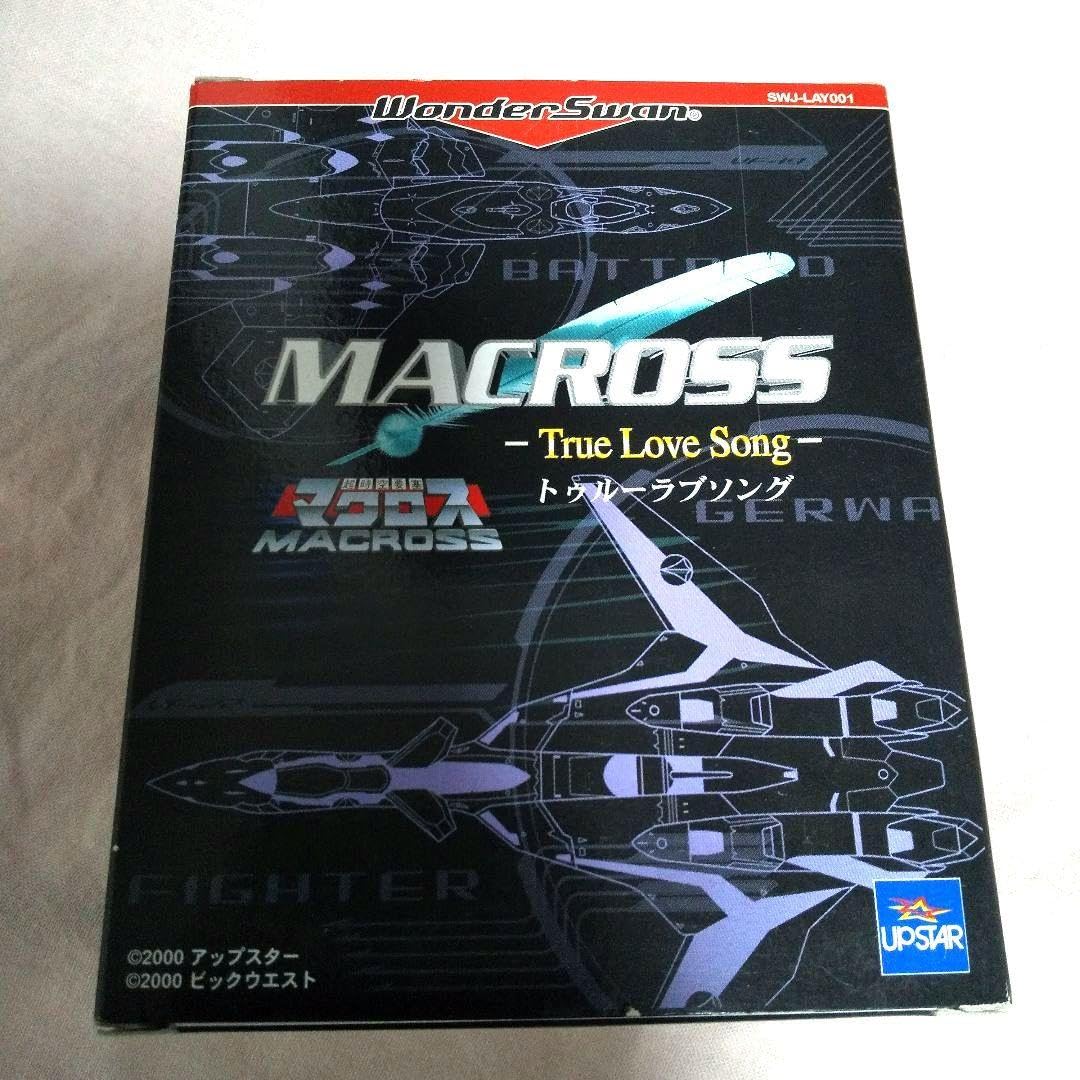 WonderSwan®
SWJ-LAY001
BATTROID
MACROSS
- True Love Song -
トゥルーラブソング
超時空要塞
マクロス
MACROSS
GERWA
FIGHTER
UPSTAR
©2000 アップスター
©2000 ビックウエスト